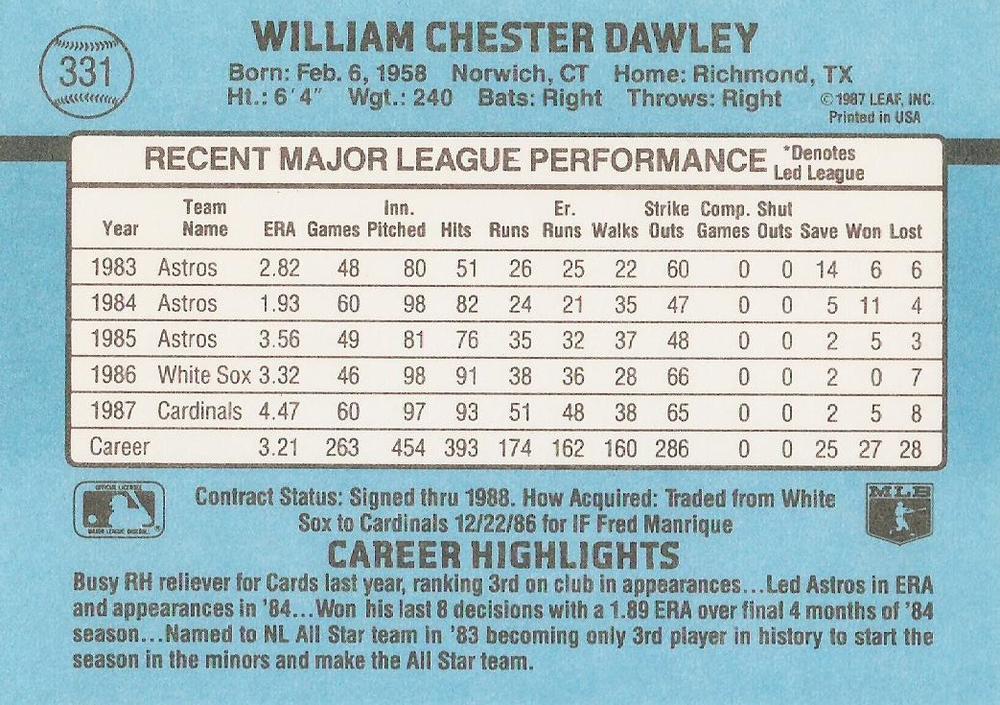 331
WILLIAM CHESTER DAWLEY
Born: Feb. 6, 1958 Norwich, CT Home: Richmond, TX
Ht.: 6'4" Wgt.: 240 Bats: Right Throws: Right
©1987 LEAF, INC.
Printed in USA
RECENT MAJOR LEAGUE PERFORMANCE *Denotes
Led League
Year Team Name ERA Games Inn. Pitched Hits Runs Er. Runs Walks Strike Outs Comp. Games Shut Outs Save Won Lost
1983 Astros 2.82 48 80 51 26 25 22 60 0 0 14 6 6
1984 Astros 1.93 60 98 82 24 21 35 47 0 0 5 11 4
1985 Astros 3.56 49 81 76 35 32 37 48 0 0 2 5 3
1986 White Sox 3.32 46 98 91 38 36 28 66 0 0 2 0 7
1987 Cardinals 4.47 60 97 93 51 48 38 65 0 0 2 5 8
Career 3.21 263 454 393 174 162 160 286 0 0 25 27 28
OFFICIAL LICENSEE
MAJOR LEAGUE BASEBALL
®
Contract Status: Signed thru 1988. How Acquired: Traded from White
Sox to Cardinals 12/22/86 for IF Fred Manrique
MLB
CAREER HIGHLIGHTS
Busy RH reliever for Cards last year, ranking 3rd on club in appearances...Led Astros in ERA
and appearances in '84...Won his last 8 decisions with a 1.89 ERA over final 4 months of '84
season...Named to NL All Star team in '83 becoming only 3rd player in history to start the
season in the minors and make the All Star team.